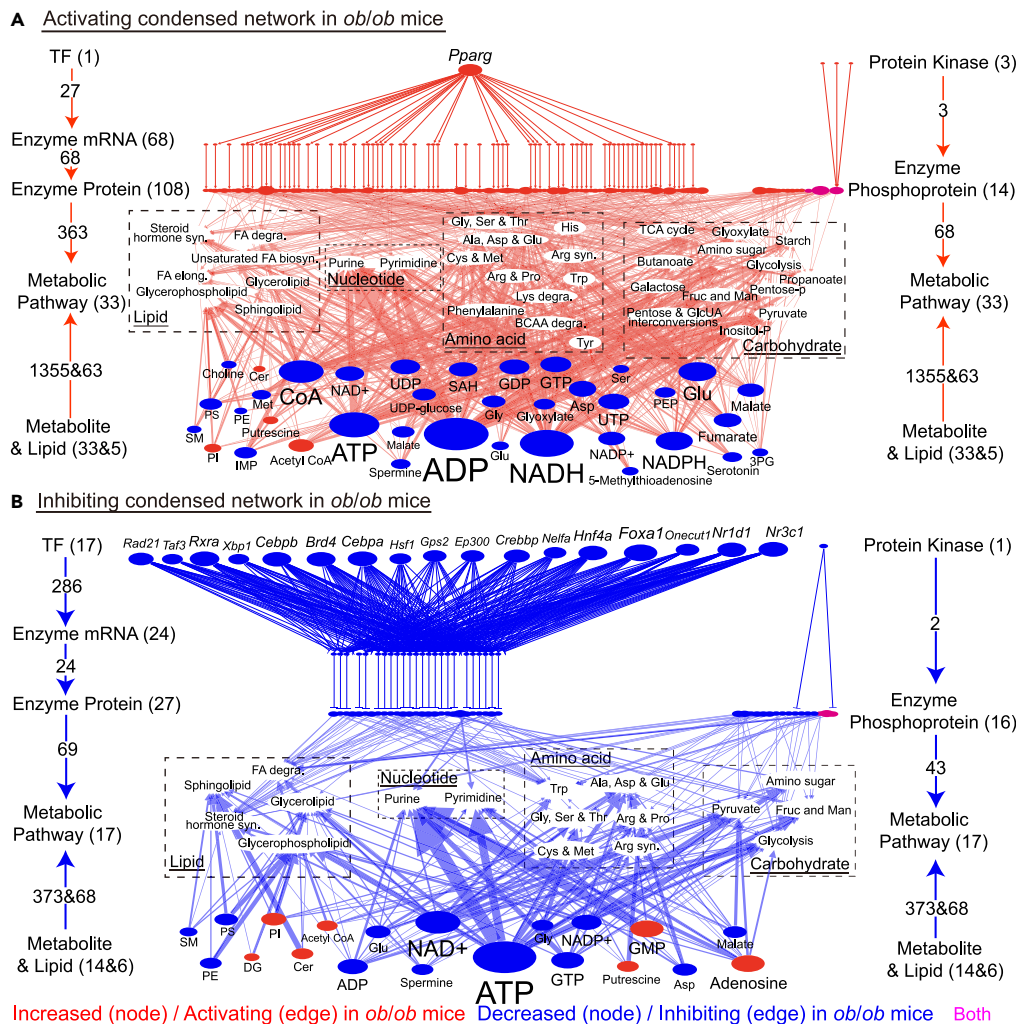 A Activating condensed network in ob/ob mice
TF (1)
27
Enzyme mRNA (68)
68
Enzyme Protein (108)
363
Metabolic
Pathway (33)
1355&63
Metabolite
& Lipid (33&5)
Pparg
Protein Kinase (3)
3
Enzyme
Phosphoprotein (14)
68
Metabolic
Pathway (33)
1355&63
Metabolite
& Lipid (33&5)
Steroid
hormone syn.
FA degra.
Unsaturated FA biosyn.
FA elong.
Glycerolipid
Glycerophospholipid
Sphingolipid
Lipid
Purine
Pyrimidine
Nucleotide
Gly, Ser & Thr
His
Ala, Asp & Glu
Cys & Met
Arg syn.
Arg & Pro
Trp
Lys degra.
Phenylalanine
BCAA degra.
Amino acid
Tyr
TCA cycle
Glyoxylate
Starch
Amino sugar
Butanoate
Glycolysis
Propanoate
Galactose
Pentose-p
Fruc and Man
Pentose & GlcUA
interconversions
Pyruvate
Inositol-P
Carbohydrate
Choline
Cer
CoA
NAD+
UDP
SAH
GDP
GTP
Ser
Glu
PS
PE
Met
UDP-glucose
Gly
Glyoxylate
Asp
UTP
PEP
Malate
SM
PI
Putrescine
IMP
Acetyl CoA
ATP
Malate
Spermine
ADP
Glu
NADH
NADP+
5-Methylthioadenosine
NADPH
Fumarate
Serotonin
3PG
B Inhibiting condensed network in ob/ob mice
TF (17)
286
Enzyme mRNA (24)
24
Enzyme Protein (27)
69
Metabolic
Pathway (17)
373&68
Metabolite
& Lipid (14&6)
Rad21
Taf3
Rxra
Xbp1
Cebpb
Brd4
Cebpa
Hsf1
Gps2
Ep300
Crebbp
Nelfa
Hnf4a
Foxa1
Onecut1
Nr1d1
Nr3c1
Protein Kinase (1)
2
Enzyme
Phosphoprotein (16)
43
Metabolic
Pathway (17)
373&68
Metabolite
& Lipid (14&6)
FA degra.
Sphingolipid
Glycerolipid
Steroid
hormone syn.
Glycerophospholipid
Lipid
Nucleotide
Purine
Pyrimidine
Amino acid
Trp
Ala, Asp & Glu
Gly, Ser & Thr
Arg & Pro
Cys & Met
Arg syn.
Amino sugar
Pyruvate
Fruc and Man
Glycolysis
Carbohydrate
SM
PS
PI
Acetyl CoA
Glu
NAD+
Gly
NADP+
GMP
Malate
PE
DG
Cer
ADP
Spermine
ATP
GTP
Putrescine
Asp
Adenosine
Increased (node) / Activating (edge) in ob/ob mice Decreased (node) / Inhibiting (edge) in ob/ob mice Both